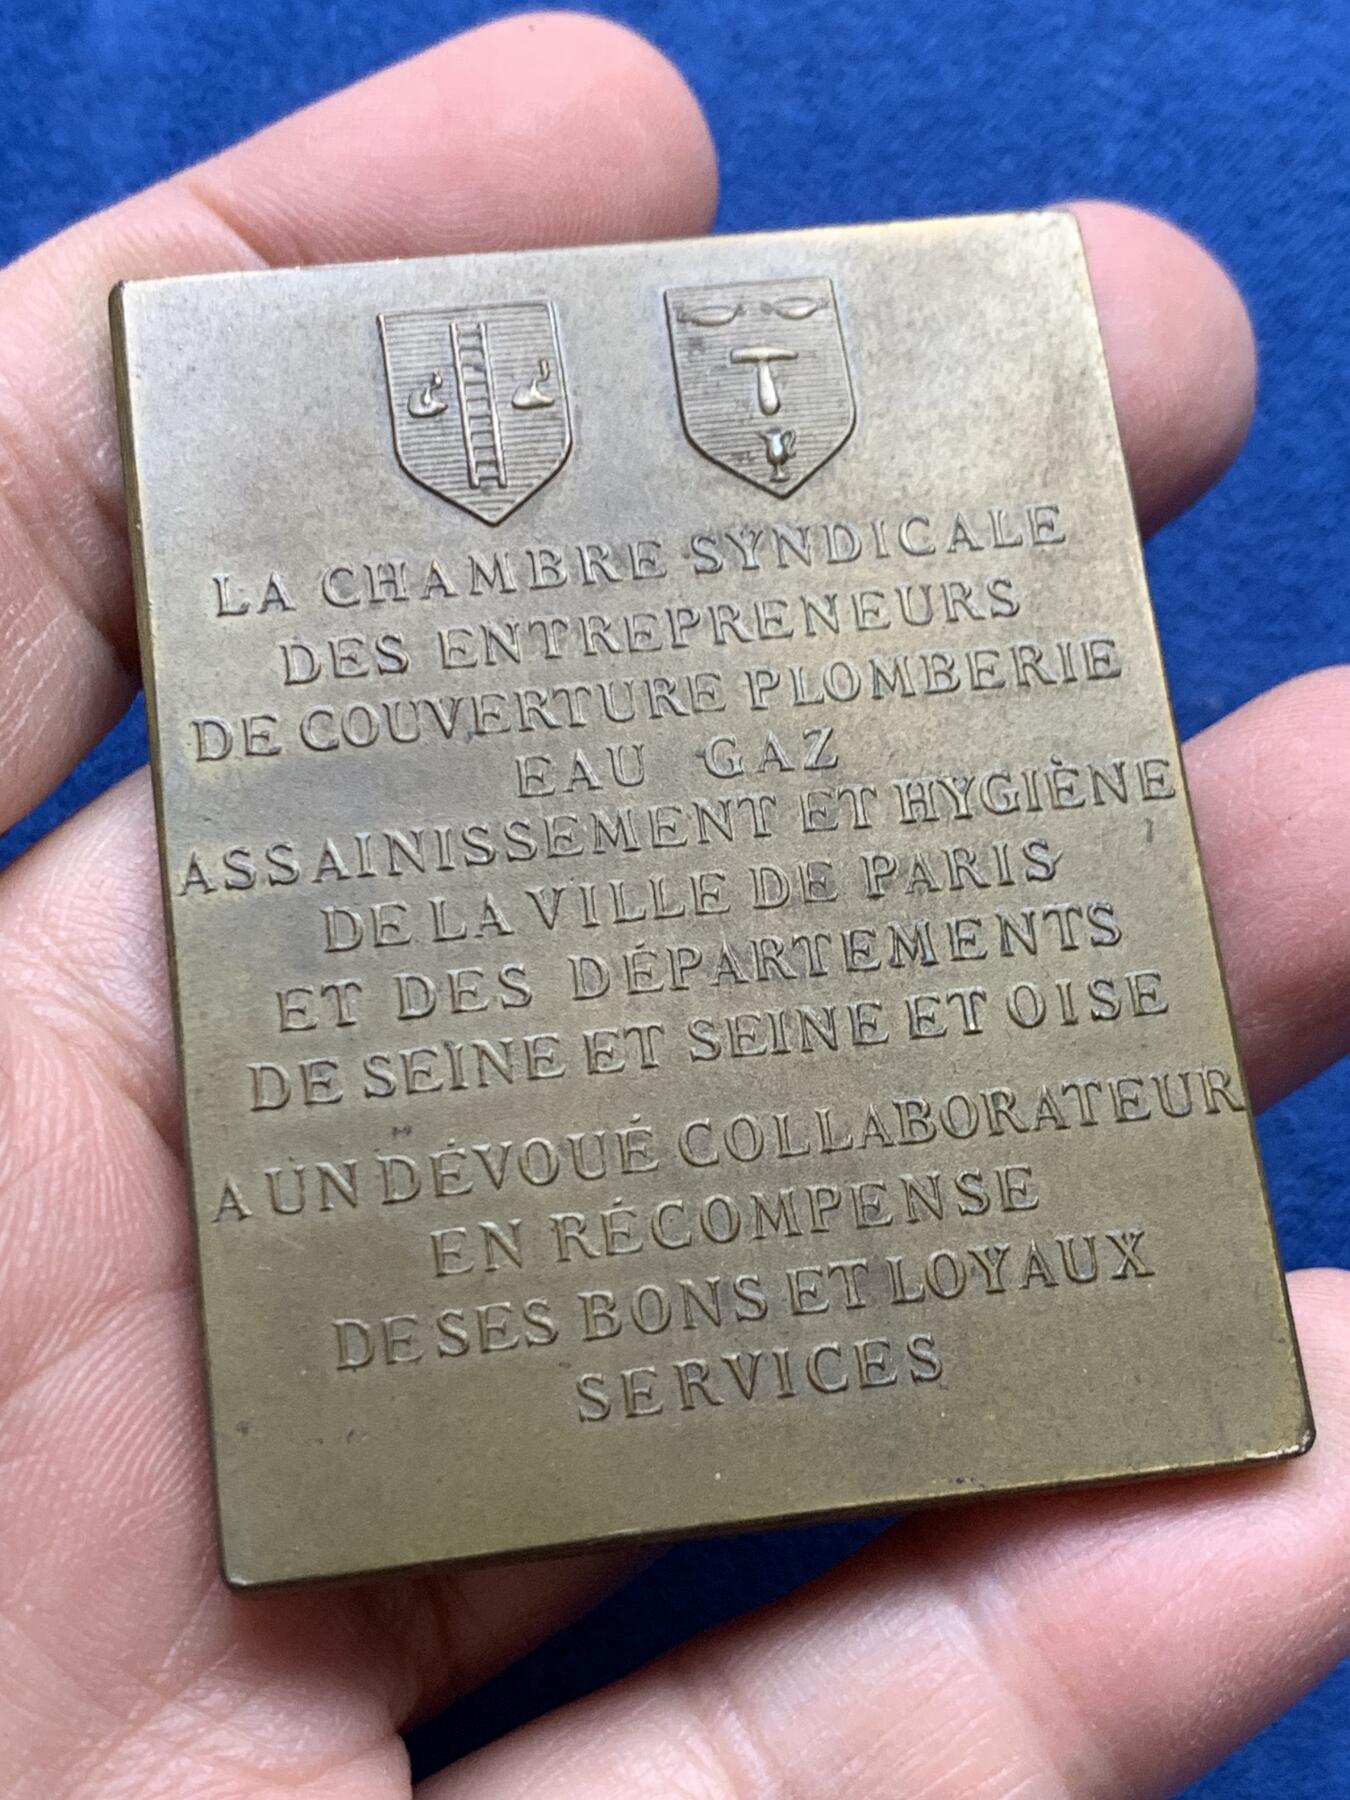 LA CHAMBRE SYNDICALE
DES ENTREPRENEURS
DE COUVERTURE PLOMBERIE
EAU GAZ
ASSAINISSEMENT ET HYGIÈNE
DE LA VILLE DE PARIS
ET DES DÉPARTEMENTS
DE SEINE ET SEINE ET OISE
A UN DÉVOUÉ COLLABORATEUR
EN RÉCOMPENSE
DE SES BONS ET LOYAUX
SERVICES